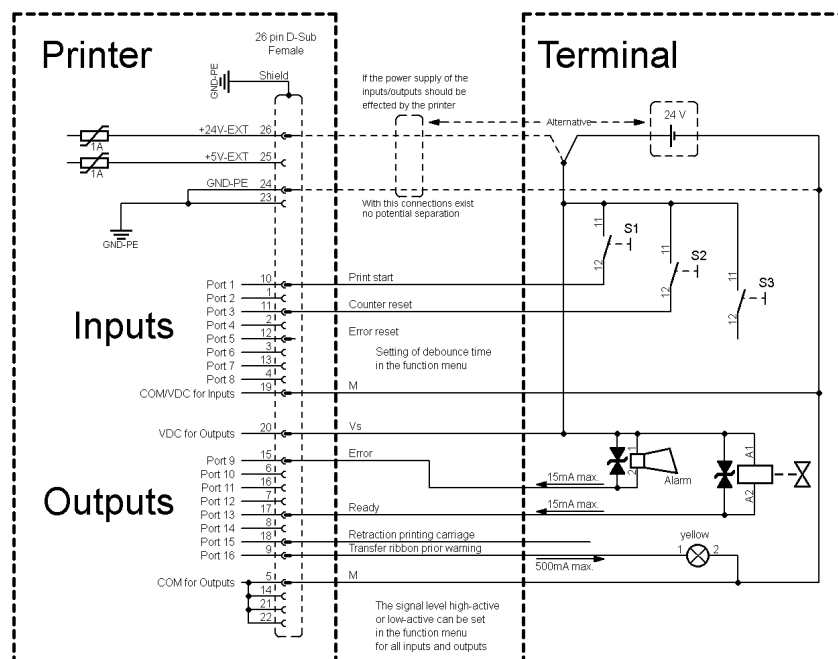 Printer
26 pin D-Sub
Female
Terminal
GND-PE
Shield
If the power supply of the
inputs/outputs should be
effected by the printer
Alternative
24 V
+24V-EXT 26
1A
+5V-EXT 25
1A
GND-PE 24
23
GND-PE
With this connections exist
no potential separation
11
12
S1
11
12
S2
11
12
S3
Inputs
Port 1 10 Print start
Port 2 1
Port 3 11 Counter reset
Port 4 2
Port 5 12 Error reset
Port 6 3
Port 7 13
Port 8 4
Setting of debounce time
in the function menu
COM/VDC for Inputs 19 M
VDC for Outputs 20 Vs
Outputs
Port 9 15 Error
Port 10 6
Port 11 16
Port 12 7
Port 13 17 Ready
Port 14 8
Port 15 18 Retraction printing carriage
Port 16 9 Transfer ribbon prior warning
15mA max.
2 1
Alarm
A1
A2
15mA max.
yellow
1 2
500mA max.
COM for Outputs 5 M
14
21
22
The signal level high-active
or low-active can be set
in the function menu
for all inputs and outputs